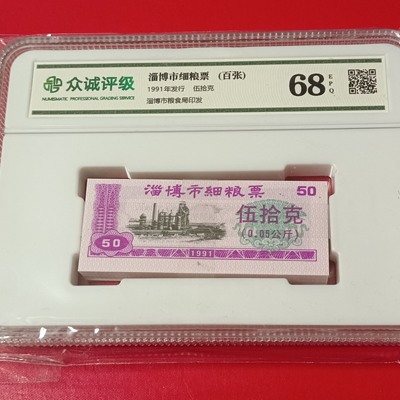 众诚评级
NUMISMATIC PROFESSIONAL GRADING SERVICE
淄博市细粮票 (百张)
1991年发行 伍拾克
淄博市粮食局印发
68 EPQ
淄博市細粮票 50
伍拾克
(0.05公斤)
50
1991